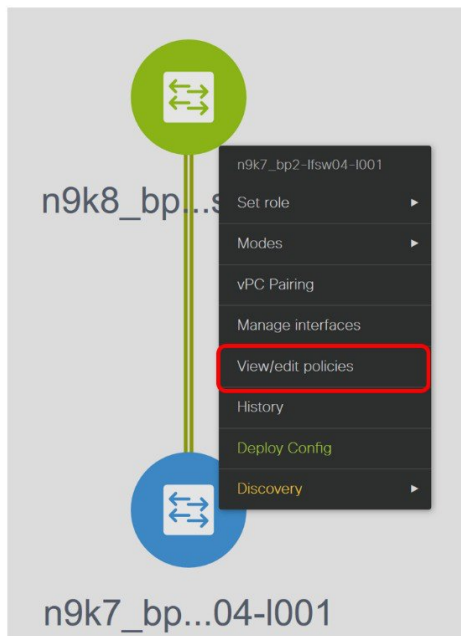 n9k7_bp2-lfsw04-l001
n9k8_bp...s
Set role
Modes
vPC Pairing
Manage interfaces
View/edit policies
History
Deploy Config
Discovery
n9k7_bp...04-l001